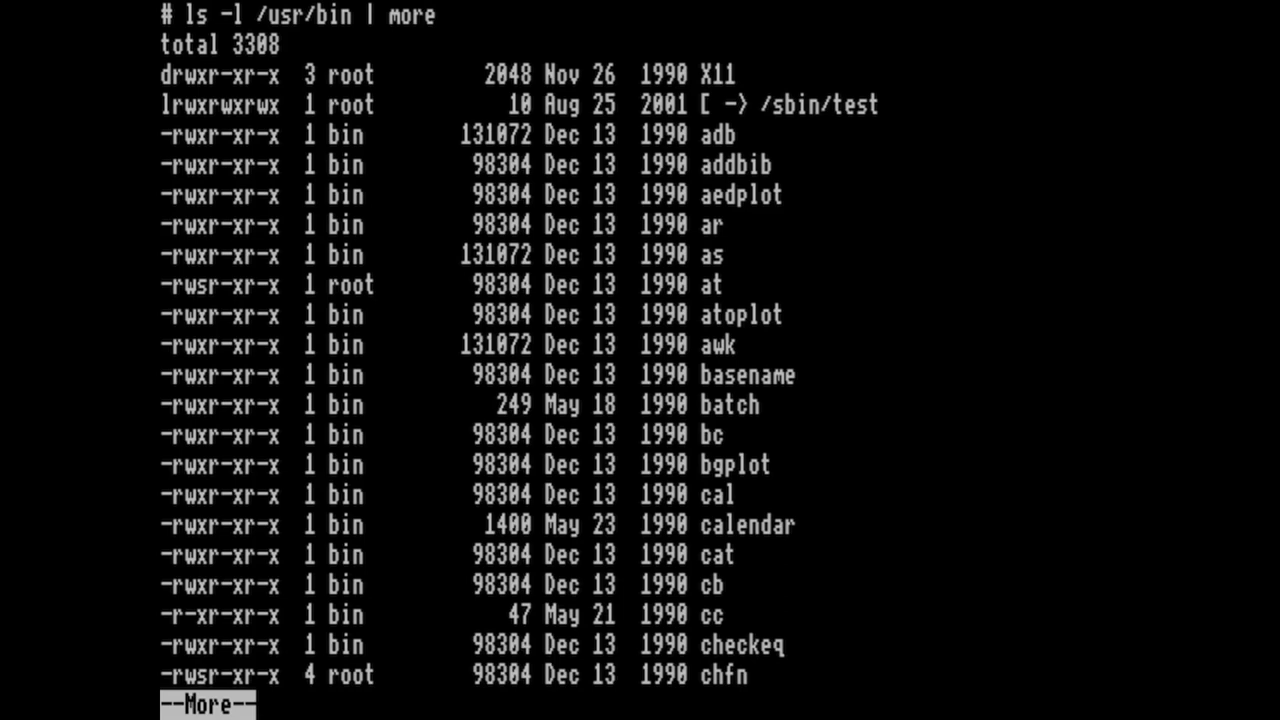 # ls -l /usr/bin | more
total 3308
drwxr-xr-x  3 root         2048 Nov 26  1990 X11
lrwxrwxrwx  1 root           10 Aug 25  2001 [ -> /sbin/test
-rwxr-xr-x  1 bin        131072 Dec 13  1990 adb
-rwxr-xr-x  1 bin         98304 Dec 13  1990 addbib
-rwxr-xr-x  1 bin         98304 Dec 13  1990 aedplot
-rwxr-xr-x  1 bin         98304 Dec 13  1990 ar
-rwxr-xr-x  1 bin        131072 Dec 13  1990 as
-rwsr-xr-x  1 root        98304 Dec 13  1990 at
-rwxr-xr-x  1 bin         98304 Dec 13  1990 atoplot
-rwxr-xr-x  1 bin        131072 Dec 13  1990 awk
-rwxr-xr-x  1 bin         98304 Dec 13  1990 basename
-rwxr-xr-x  1 bin           249 May 18  1990 batch
-rwxr-xr-x  1 bin         98304 Dec 13  1990 bc
-rwxr-xr-x  1 bin         98304 Dec 13  1990 bgplot
-rwxr-xr-x  1 bin         98304 Dec 13  1990 cal
-rwxr-xr-x  1 bin          1400 May 23  1990 calendar
-rwxr-xr-x  1 bin         98304 Dec 13  1990 cat
-rwxr-xr-x  1 bin         98304 Dec 13  1990 cb
-r-xr-xr-x  1 bin            47 May 21  1990 cc
-rwxr-xr-x  1 bin         98304 Dec 13  1990 checkeq
-rwsr-xr-x  4 root        98304 Dec 13  1990 chfn
--More--